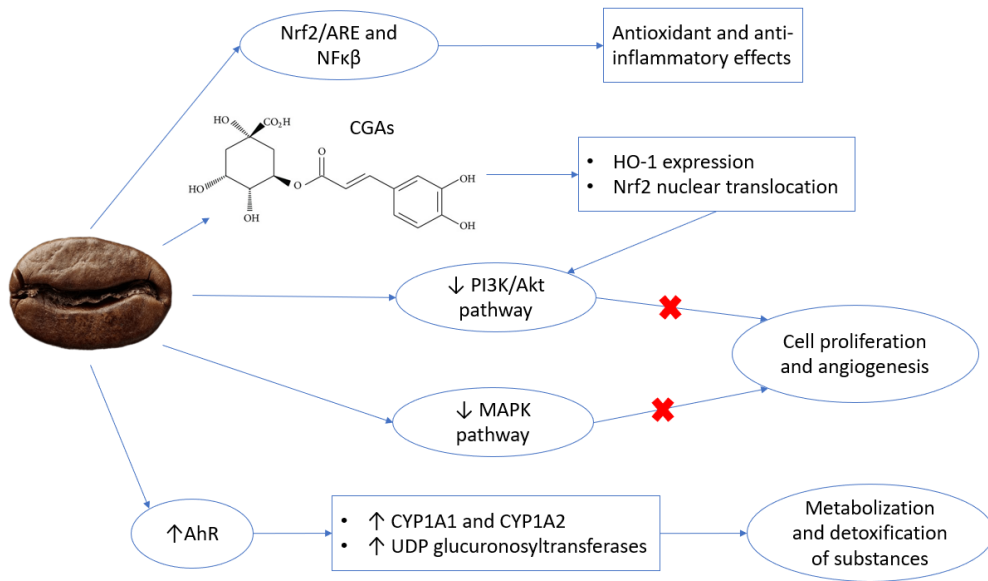 Nrf2/ARE and
NFκβ
Antioxidant and anti-
inflammatory effects
CGAs
HO
CO₂H
O
HO
O
OH
OH
OH
• HO-1 expression
• Nrf2 nuclear translocation
↓ PI3K/Akt
pathway
Cell proliferation
and angiogenesis
↓ MAPK
pathway
↑AhR
• ↑ CYP1A1 and CYP1A2
• ↑ UDP glucuronosyltransferases
Metabolization
and detoxification
of substances